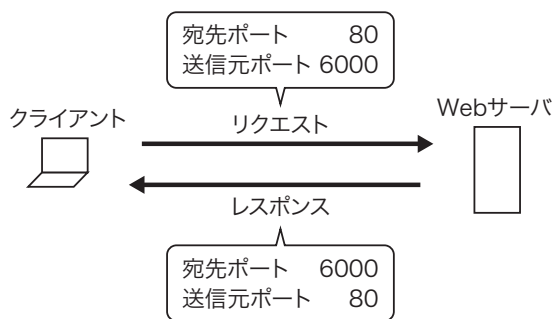 宛先ポート 80
送信元ポート 6000
クライアント
Webサーバ
リクエスト
レスポンス
宛先ポート 6000
送信元ポート 80